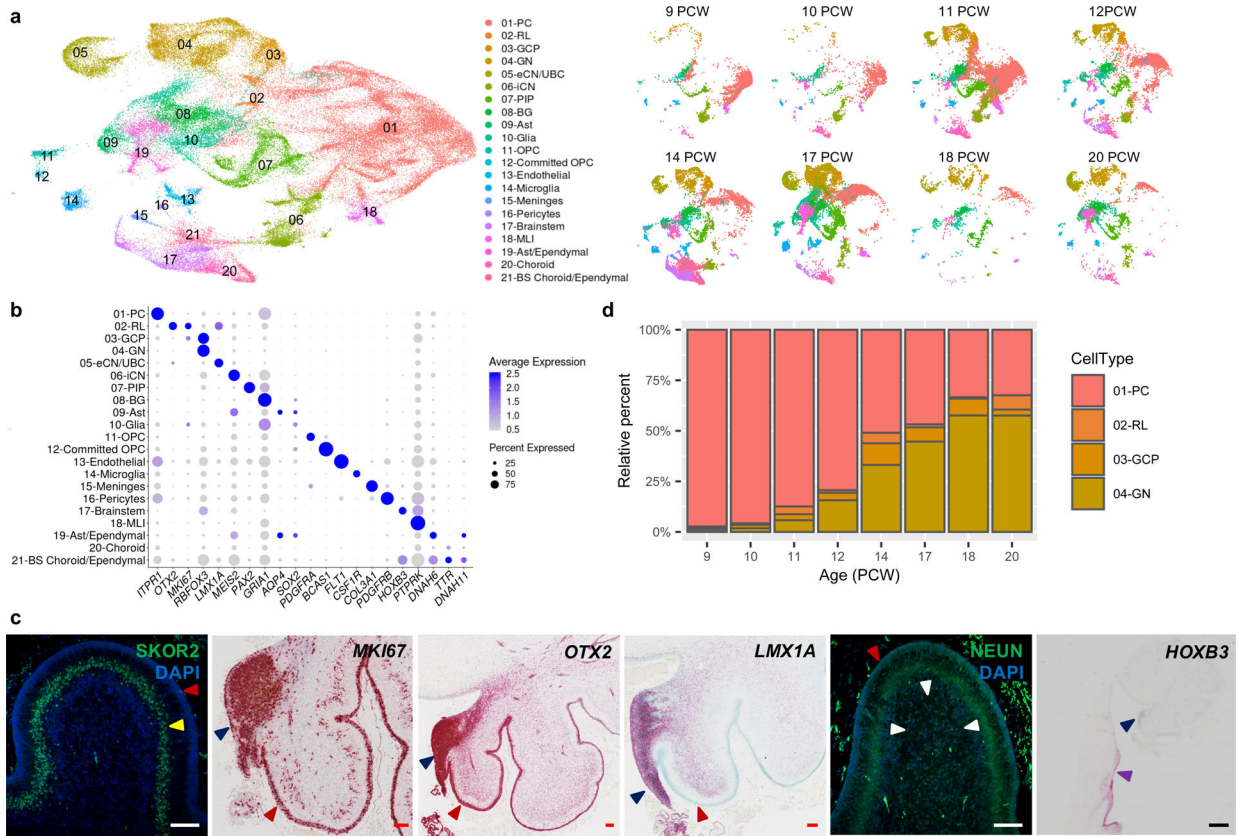 a
05
04
03
02
01
08
09
10
19
07
11
12
14
16
13
15
06
18
21
17
20
01-PC
02-RL
03-GCP
04-GN
05-eCN/UBC
06-iCN
07-PIP
08-BG
09-Ast
10-Glia
11-OPC
12-Committed OPC
13-Endothelial
14-Microglia
15-Meninges
16-Pericytes
17-Brainstem
18-MLI
19-Ast/Ependymal
20-Choroid
21-BS Choroid/Ependymal
9 PCW
10 PCW
11 PCW
12PCW
14 PCW
17 PCW
18 PCW
20 PCW
b
01-PC
02-RL
03-GCP
04-GN
05-eCN/UBC
06-iCN
07-PIP
08-BG
09-Ast
10-Glia
11-OPC
12-Committed OPC
13-Endothelial
14-Microglia
15-Meninges
16-Pericytes
17-Brainstem
18-MLI
19-Ast/Ependymal
20-Choroid
21-BS Choroid/Ependymal
ITPR1
OTX2
MKI67
RBFOX3
LMX1A
MEIS2
PAX2
GRIA1
AQP4
SOX2
PDGFRA
BCAS1
FLT1
CSF1R
COL3A1
PDGFRB
HOXB3
PTPRK
DNAH6
TTR
DNAH11
Average Expression
2.5
2.0
1.5
1.0
0.5
Percent Expressed
25
50
75
d
100%
75%
50%
25%
0%
Relative percent
9
10
11
12
14
17
18
20
Age (PCW)
CellType
01-PC
02-RL
03-GCP
04-GN
c
SKOR2
DAPI
MKI67
OTX2
LMX1A
NEUN
DAPI
HOXB3